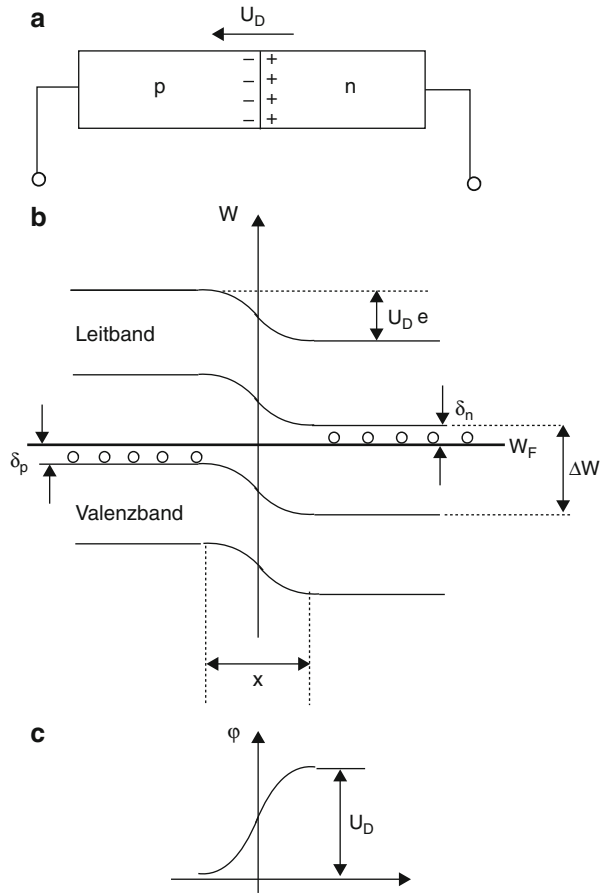 a
U_D
p
− +
− +
− +
− +
n
b
W
U_D e
Leitband
δ_n
W_F
δ_p
ΔW
Valenzband
x
c
φ
U_D